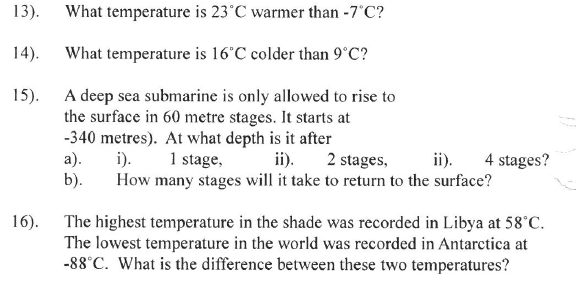 13). What temperature is 23°C warmer than -7°C?
14). What temperature is 16°C colder than 9°C?
15). A deep sea submarine is only allowed to rise to
the surface in 60 metre stages. It starts at
-340 metres). At what depth is it after
a). i). 1 stage, ii). 2 stages, ii). 4 stages?
b). How many stages will it take to return to the surface?
16). The highest temperature in the shade was recorded in Libya at 58°C.
The lowest temperature in the world was recorded in Antarctica at
-88°C. What is the difference between these two temperatures?